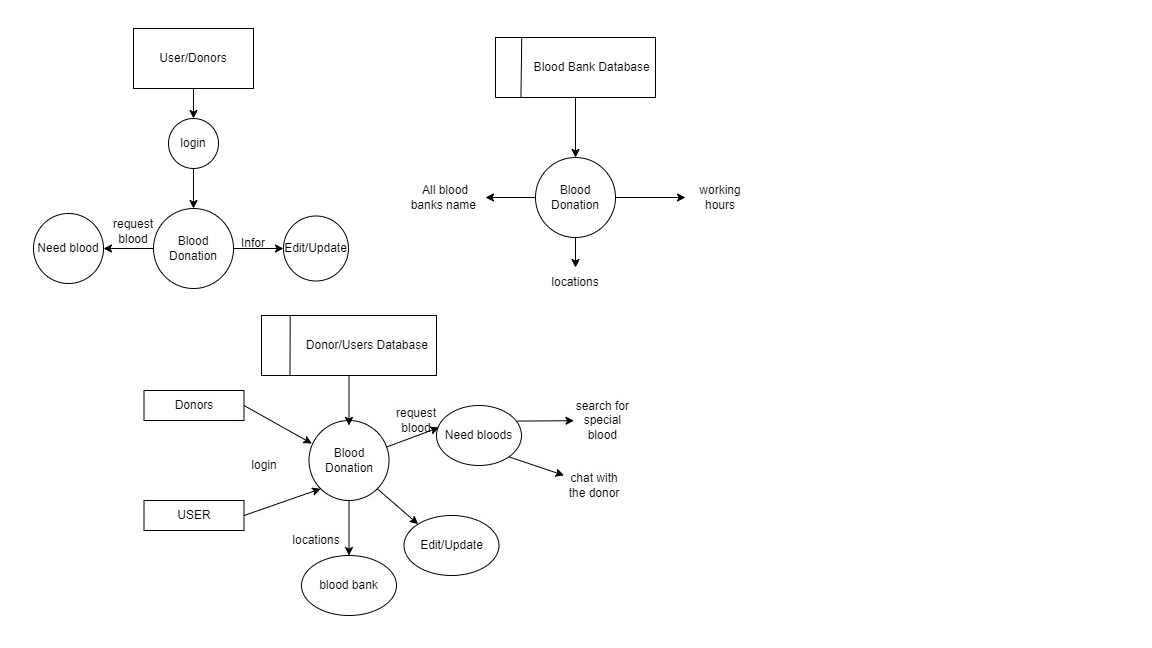 User/Donors
login
request
blood
Need blood
Blood
Donation
Infor
Edit/Update
Blood Bank Database
All blood
banks name
Blood
Donation
working
hours
locations
Donor/Users Database
Donors
login
USER
Blood
Donation
request
blood
Need bloods
search for
special
blood
chat with
the donor
Edit/Update
locations
blood bank